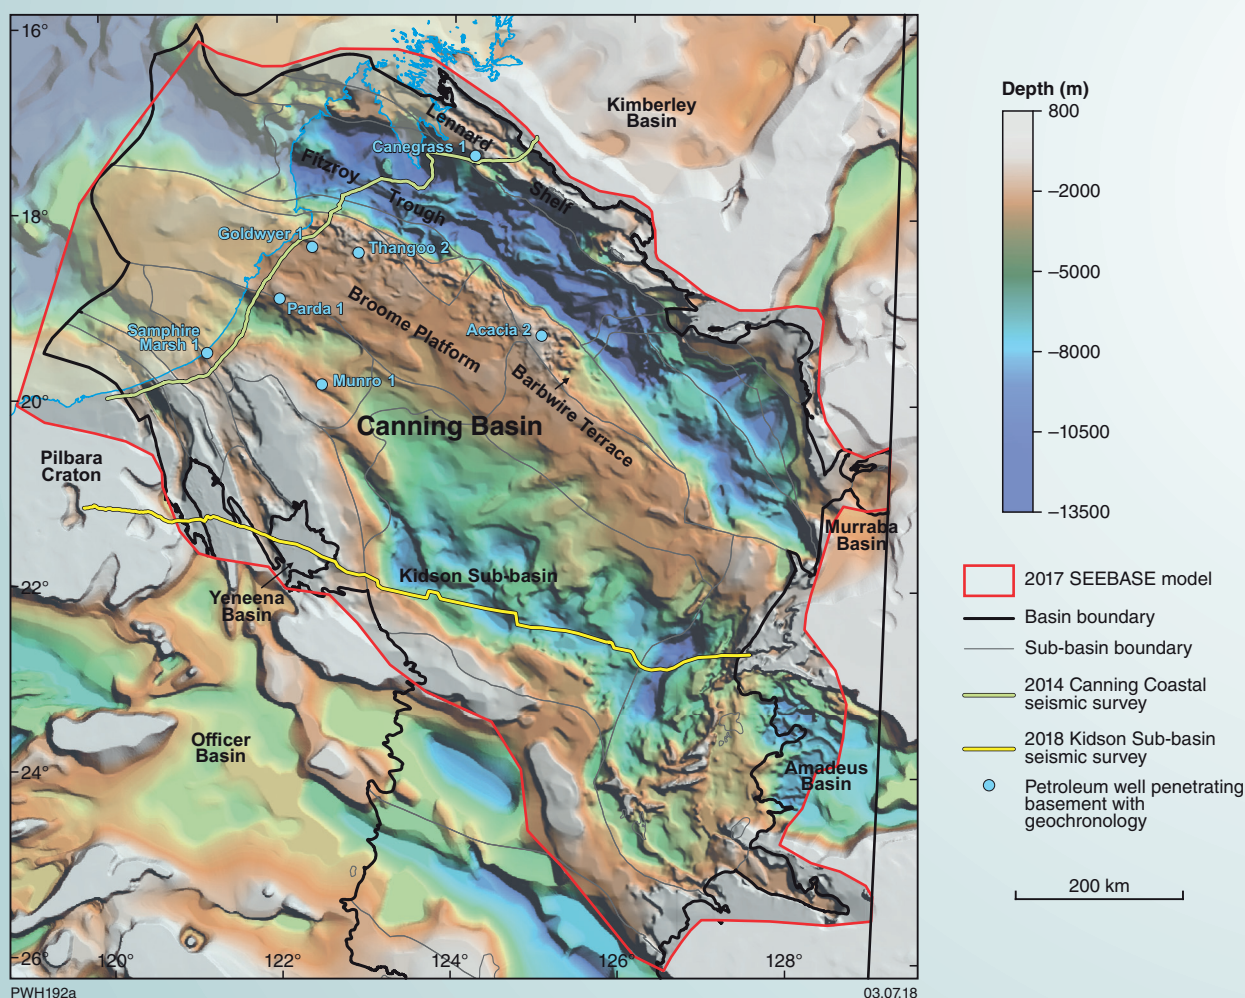 16°
18°
20°
22°
24°
26°
120°
122°
124°
126°
128°
Kimberley
Basin
Lennard
Shelf
Canegrass 1
Fitzroy
Trough
Goldwyer 1
Thangoo 2
Parda 1
Broome Platform
Acacia 2
Samphire
Marsh 1
Munro 1
Barbwire Terrace
Canning Basin
Pilbara
Craton
Murraba
Basin
Kidson Sub-basin
Yeneena
Basin
Officer
Basin
Amadeus
Basin
Depth (m)
800
–2000
–5000
–8000
–10500
–13500
2017 SEEBASE model
Basin boundary
Sub-basin boundary
2014 Canning Coastal
seismic survey
2018 Kidson Sub-basin
seismic survey
Petroleum well penetrating
basement with
geochronology
200 km
PWH192a
03.07.18